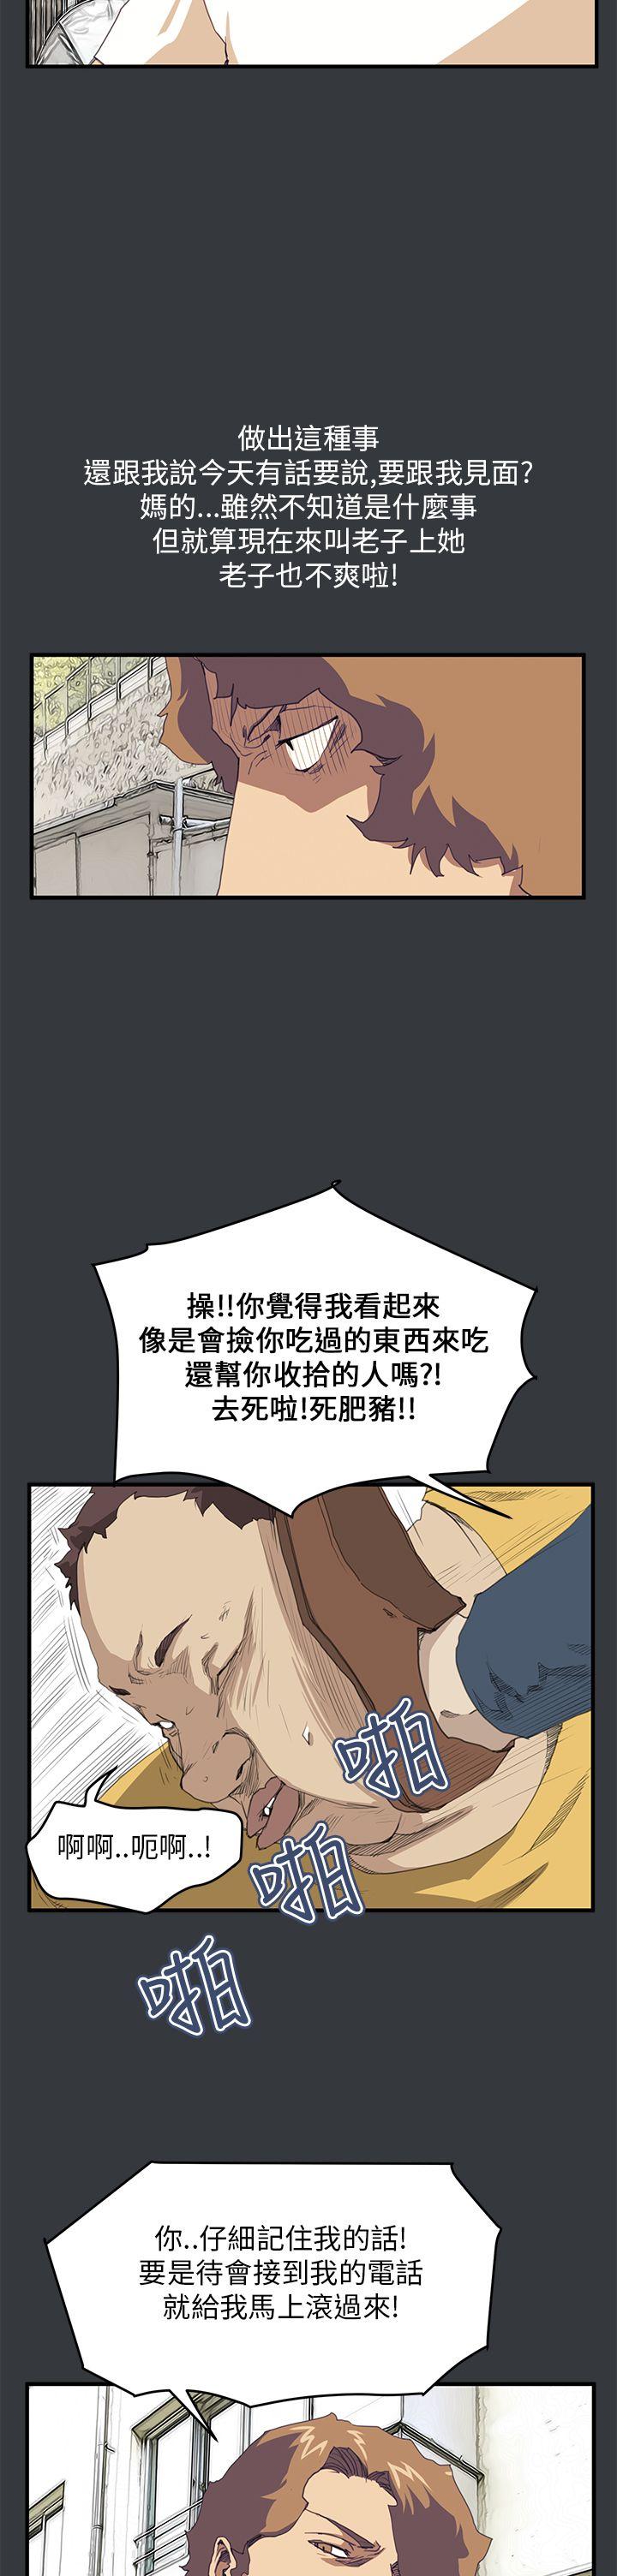 做出這種事
還跟我說今天有話要說,要跟我見面?
媽的...雖然不知道是什麼事
但就算現在來叫老子上她
老子也不爽啦!
操!!你覺得我看起來
像是會撿你吃過的東西來吃
還幫你收拾的人嗎?!
去死啦!死肥豬!!
啪
啊啊..呃啊..!
啪
啪
你..仔細記住我的話!
要是待會接到我的電話
就給我馬上滾過來!